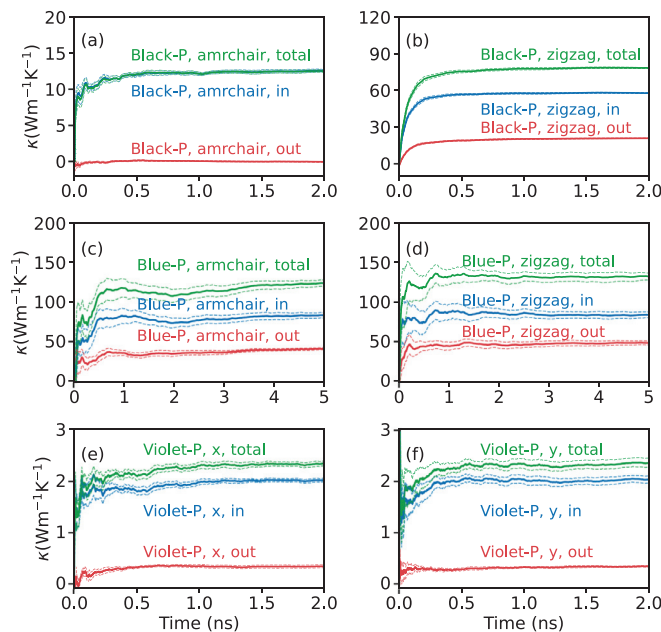 (a)
Black-P, amrchair, total
Black-P, amrchair, in
Black-P, amrchair, out
κ(Wm⁻¹K⁻¹)
20
15
10
5
0
0.0 0.5 1.0 1.5 2.0
(b)
Black-P, zigzag, total
Black-P, zigzag, in
Black-P, zigzag, out
120
90
60
30
0
0.0 0.5 1.0 1.5 2.0
(c)
Blue-P, armchair, total
Blue-P, armchair, in
Blue-P, armchair, out
κ(Wm⁻¹K⁻¹)
200
150
100
50
0
0 1 2 3 4 5
(d)
Blue-P, zigzag, total
Blue-P, zigzag, in
Blue-P, zigzag, out
200
150
100
50
0
0 1 2 3 4 5
(e)
Violet-P, x, total
Violet-P, x, in
Violet-P, x, out
κ(Wm⁻¹K⁻¹)
3
2
1
0
0.0 0.5 1.0 1.5 2.0
Time (ns)
(f)
Violet-P, y, total
Violet-P, y, in
Violet-P, y, out
3
2
1
0
0.0 0.5 1.0 1.5 2.0
Time (ns)